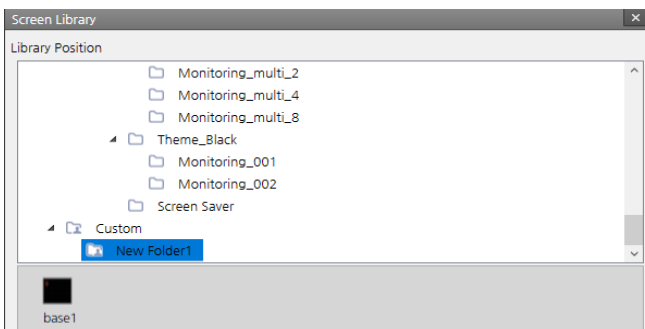 Screen Library
Library Position
Monitoring_multi_2
Monitoring_multi_4
Monitoring_multi_8
Theme_Black
Monitoring_001
Monitoring_002
Screen Saver
Custom
New Folder1
base1